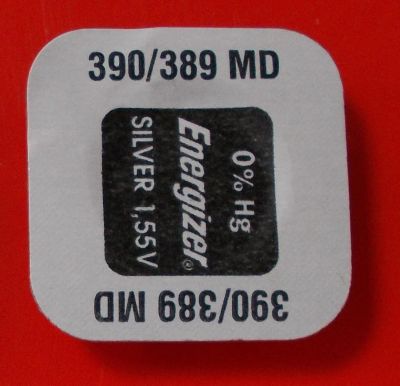 390/389 MD
0% Hg
Energizer®
SILVER 1,55V
390/389 MD